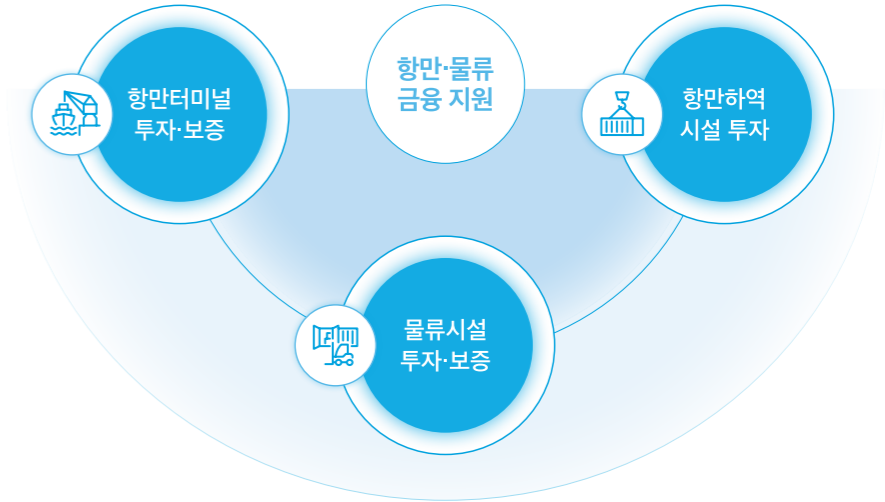 항만·물류
금융 지원
항만터미널
투자·보증
항만하역
시설 투자
물류시설
투자·보증